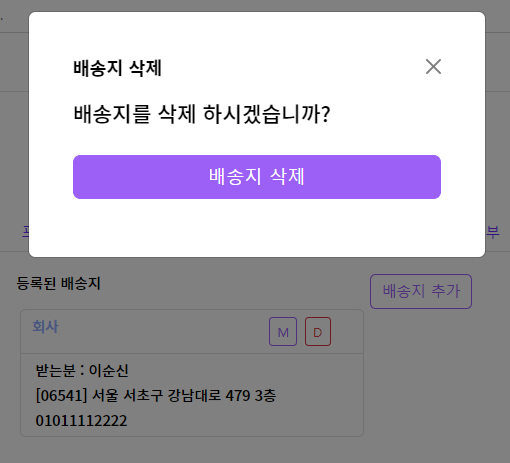 배송지 삭제
배송지를 삭제 하시겠습니까?
배송지 삭제
부
등록된 배송지
배송지 추가
회사
M
D
받는분 : 이순신
[06541] 서울 서초구 강남대로 479 3층
01011112222